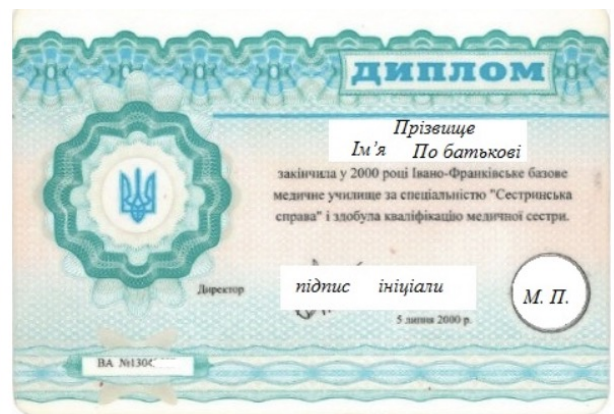 ДИПЛОМ
Прізвище
Ім'я По батькові
закінчила у 2000 році Івано-Франківське базове
медичне училище за спеціальністю "Сестринська
справа" і здобула кваліфікацію медичної сестри.
Директор підпис ініціали М. П.
5 липня 2000 р.
ВА №1304